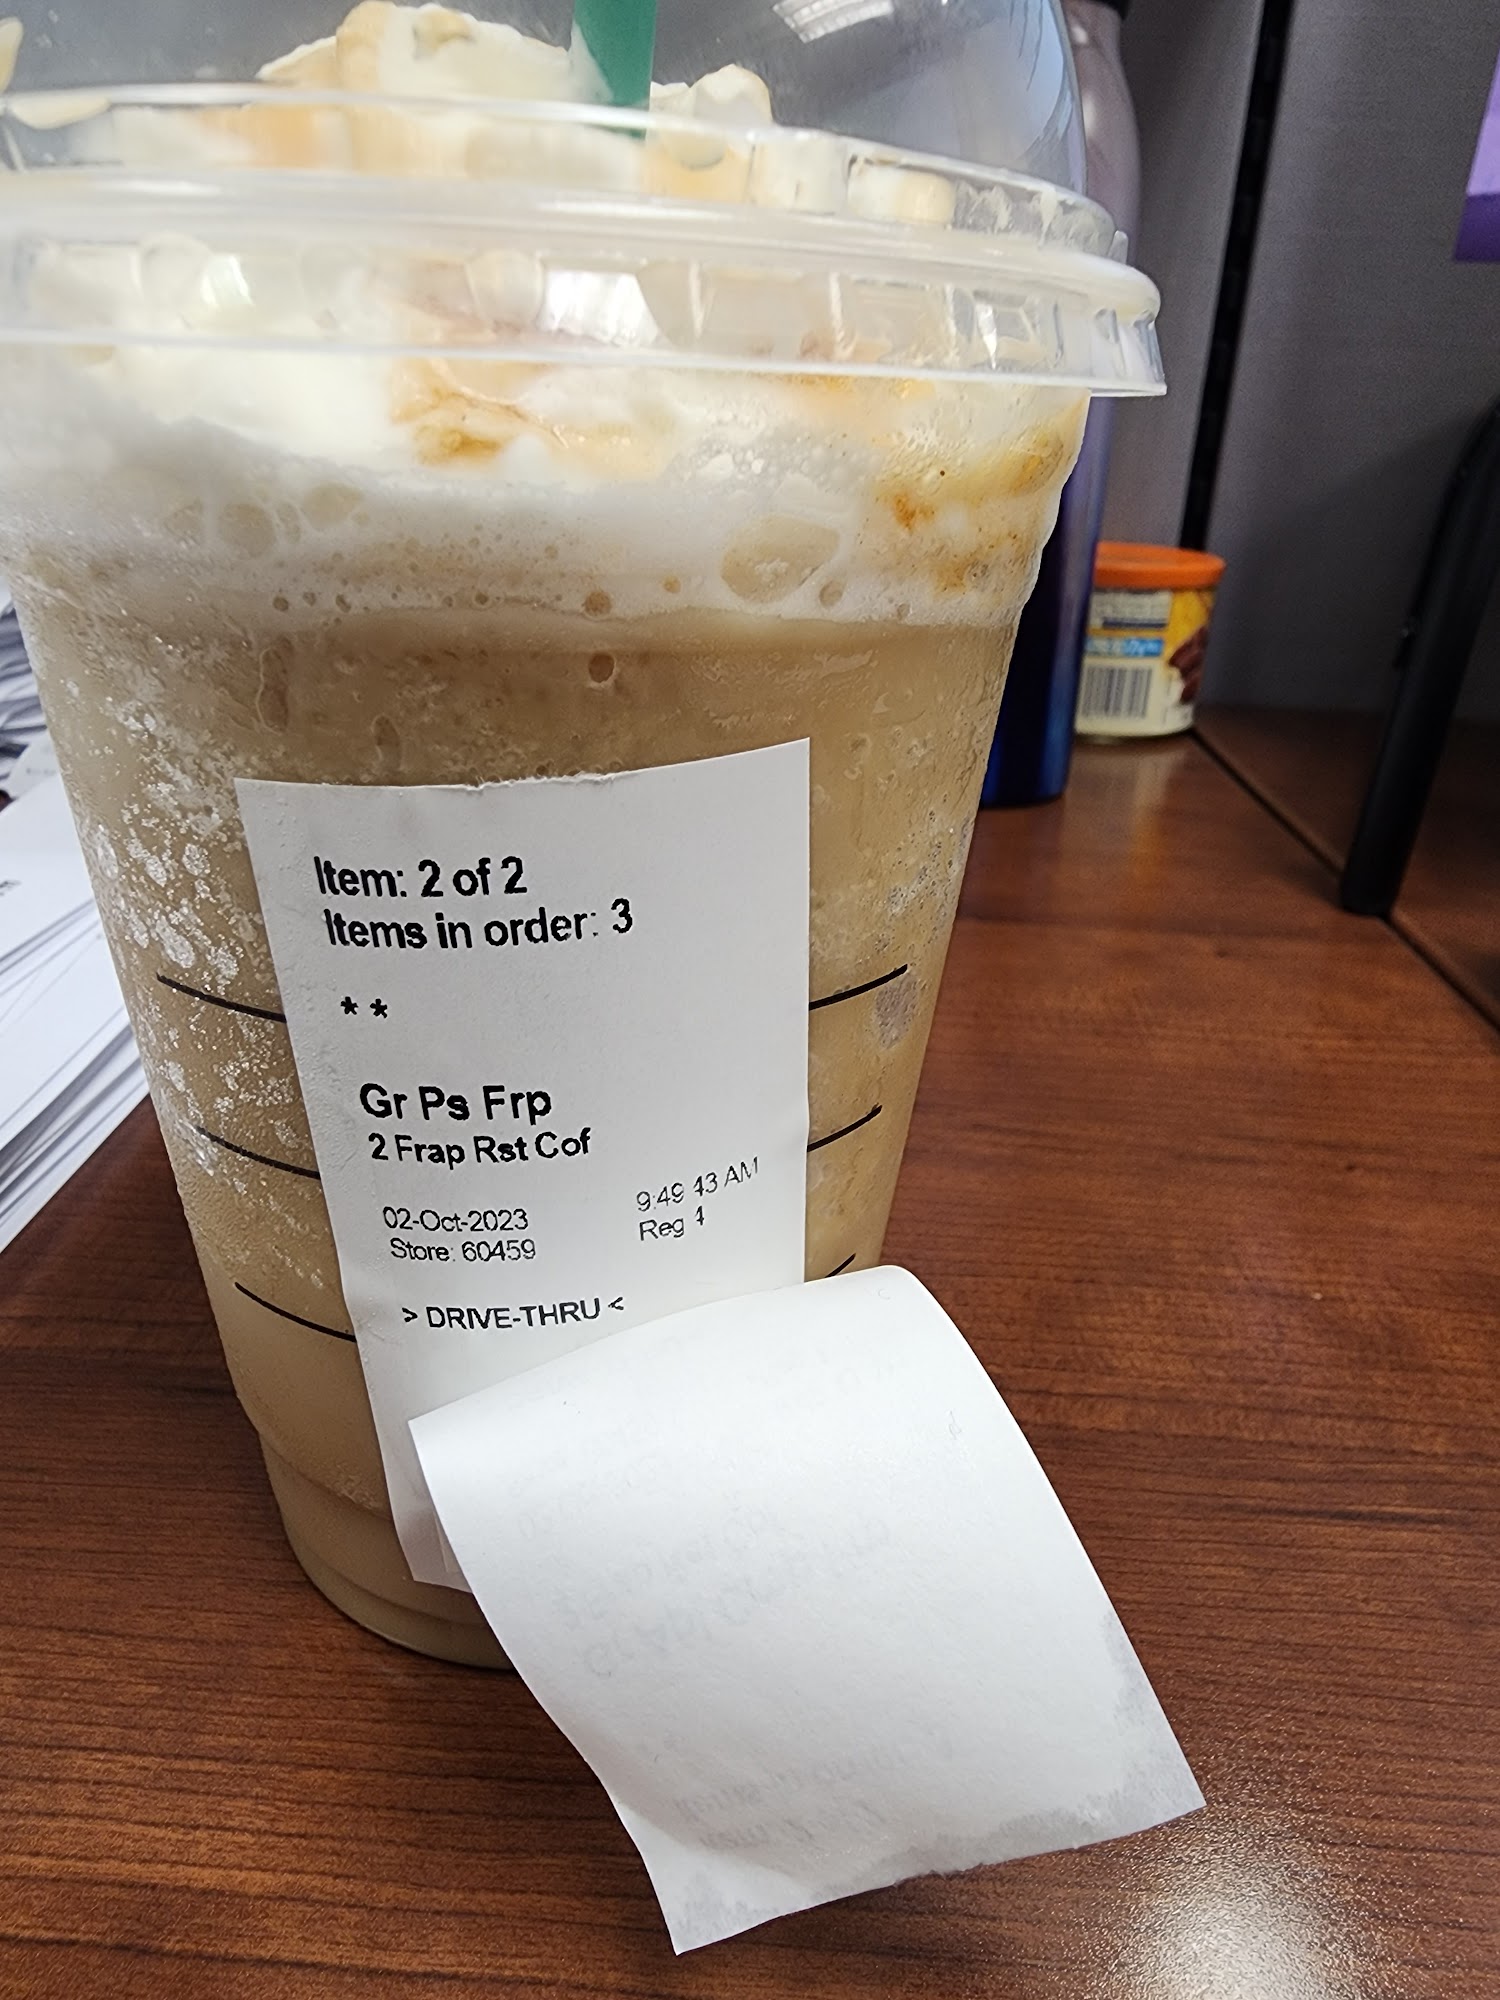 Item: 2 of 2
Items in order: 3
* *
Gr Ps Frp
2 Frap Rst Cof
02-Oct-2023 9:49:43 AM
Store: 60459 Reg 4
> DRIVE-THRU <